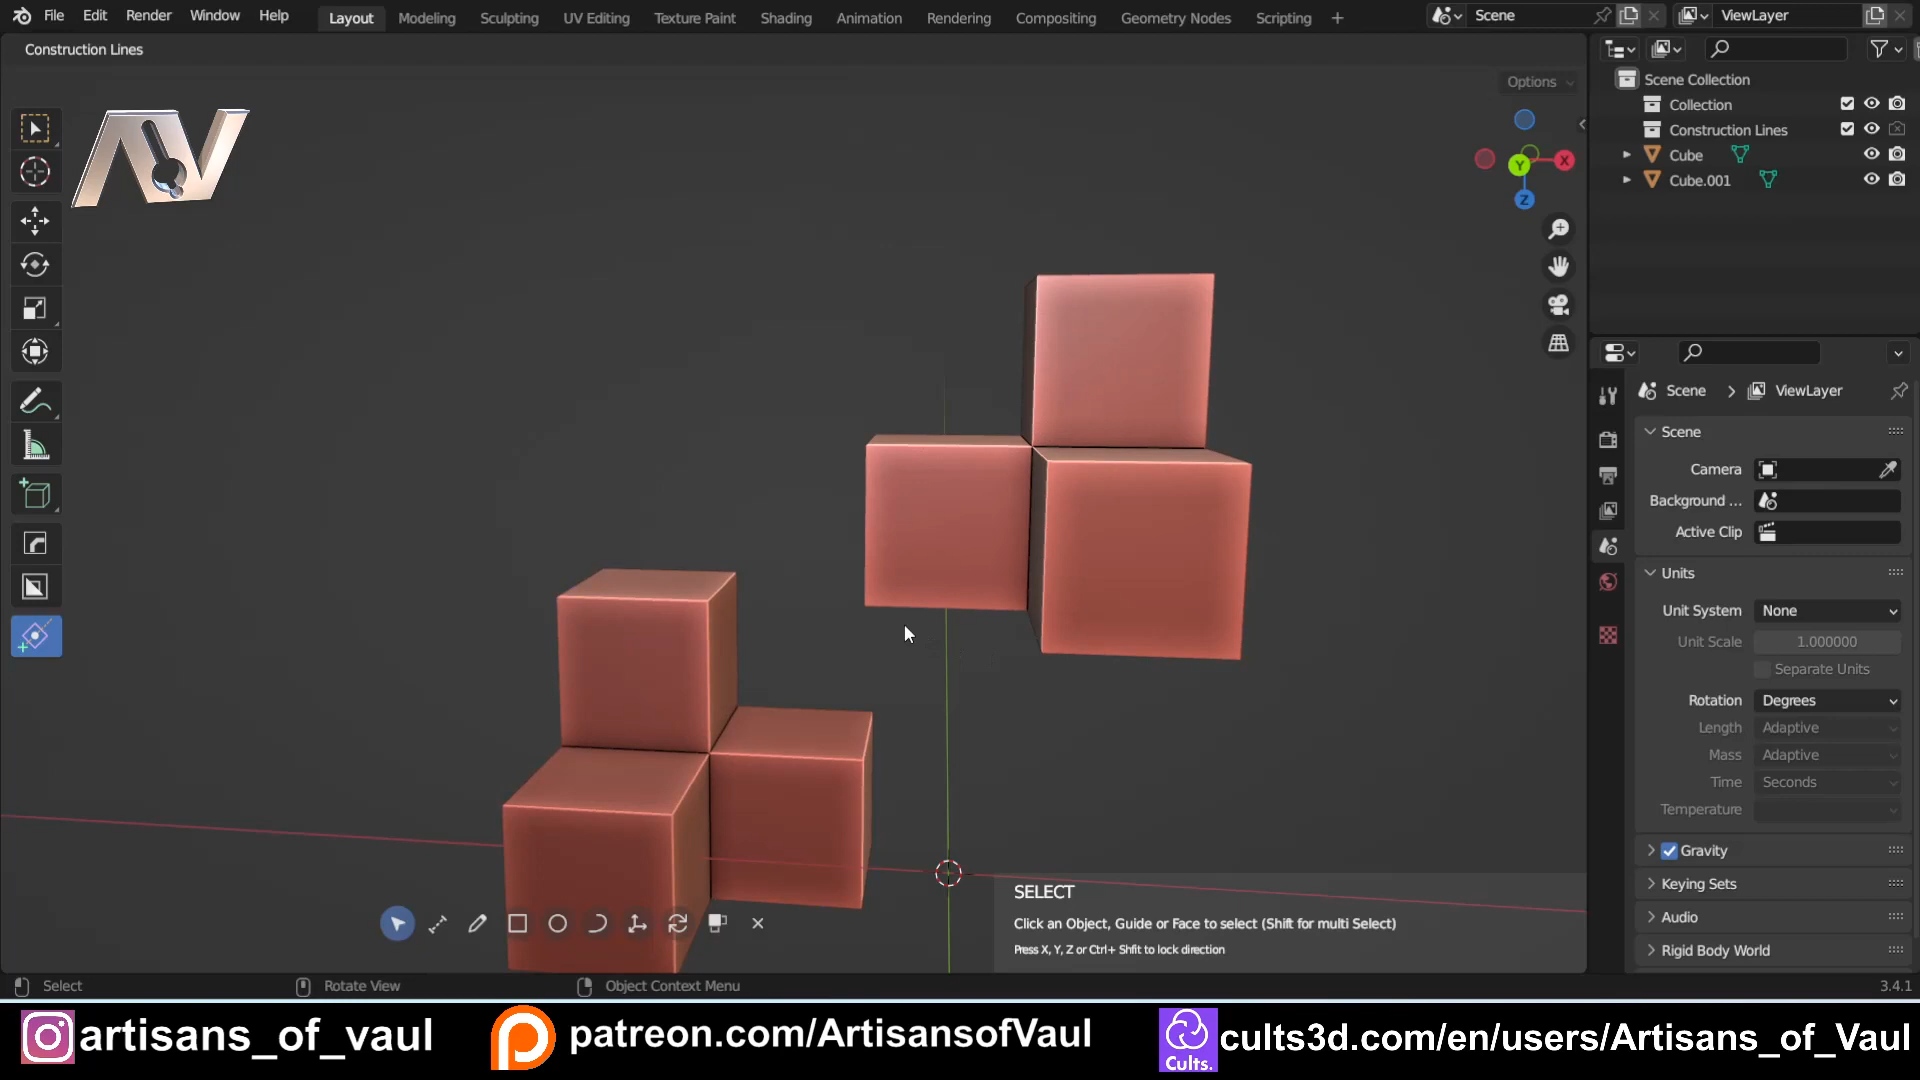 File Edit Render Window Help Layout Modeling Sculpting UV Editing Texture Paint Shading Animation Rendering Compositing Geometry Nodes Scripting + Scene ViewLayer
Construction Lines
Options
Scene Collection
Collection
Construction Lines
Cube
Cube.001
X
Y
Z
Scene > ViewLayer
Scene
Camera
Background ...
Active Clip
Units
Unit System None
Unit Scale 1.000000
Separate Units
Rotation Degrees
Length Adaptive
Mass Adaptive
Time Seconds
Temperature
Gravity
Keying Sets
Audio
Rigid Body World
SELECT
Click an Object, Guide or Face to select (Shift for multi Select)
Press X, Y, Z or Ctrl+ Shfit to lock direction
Select Rotate View Object Context Menu 3.4.1
artisans_of_vaul patreon.com/ArtisansofVaul cults3d.com/en/users/Artisans_of_Vaul
Cults.